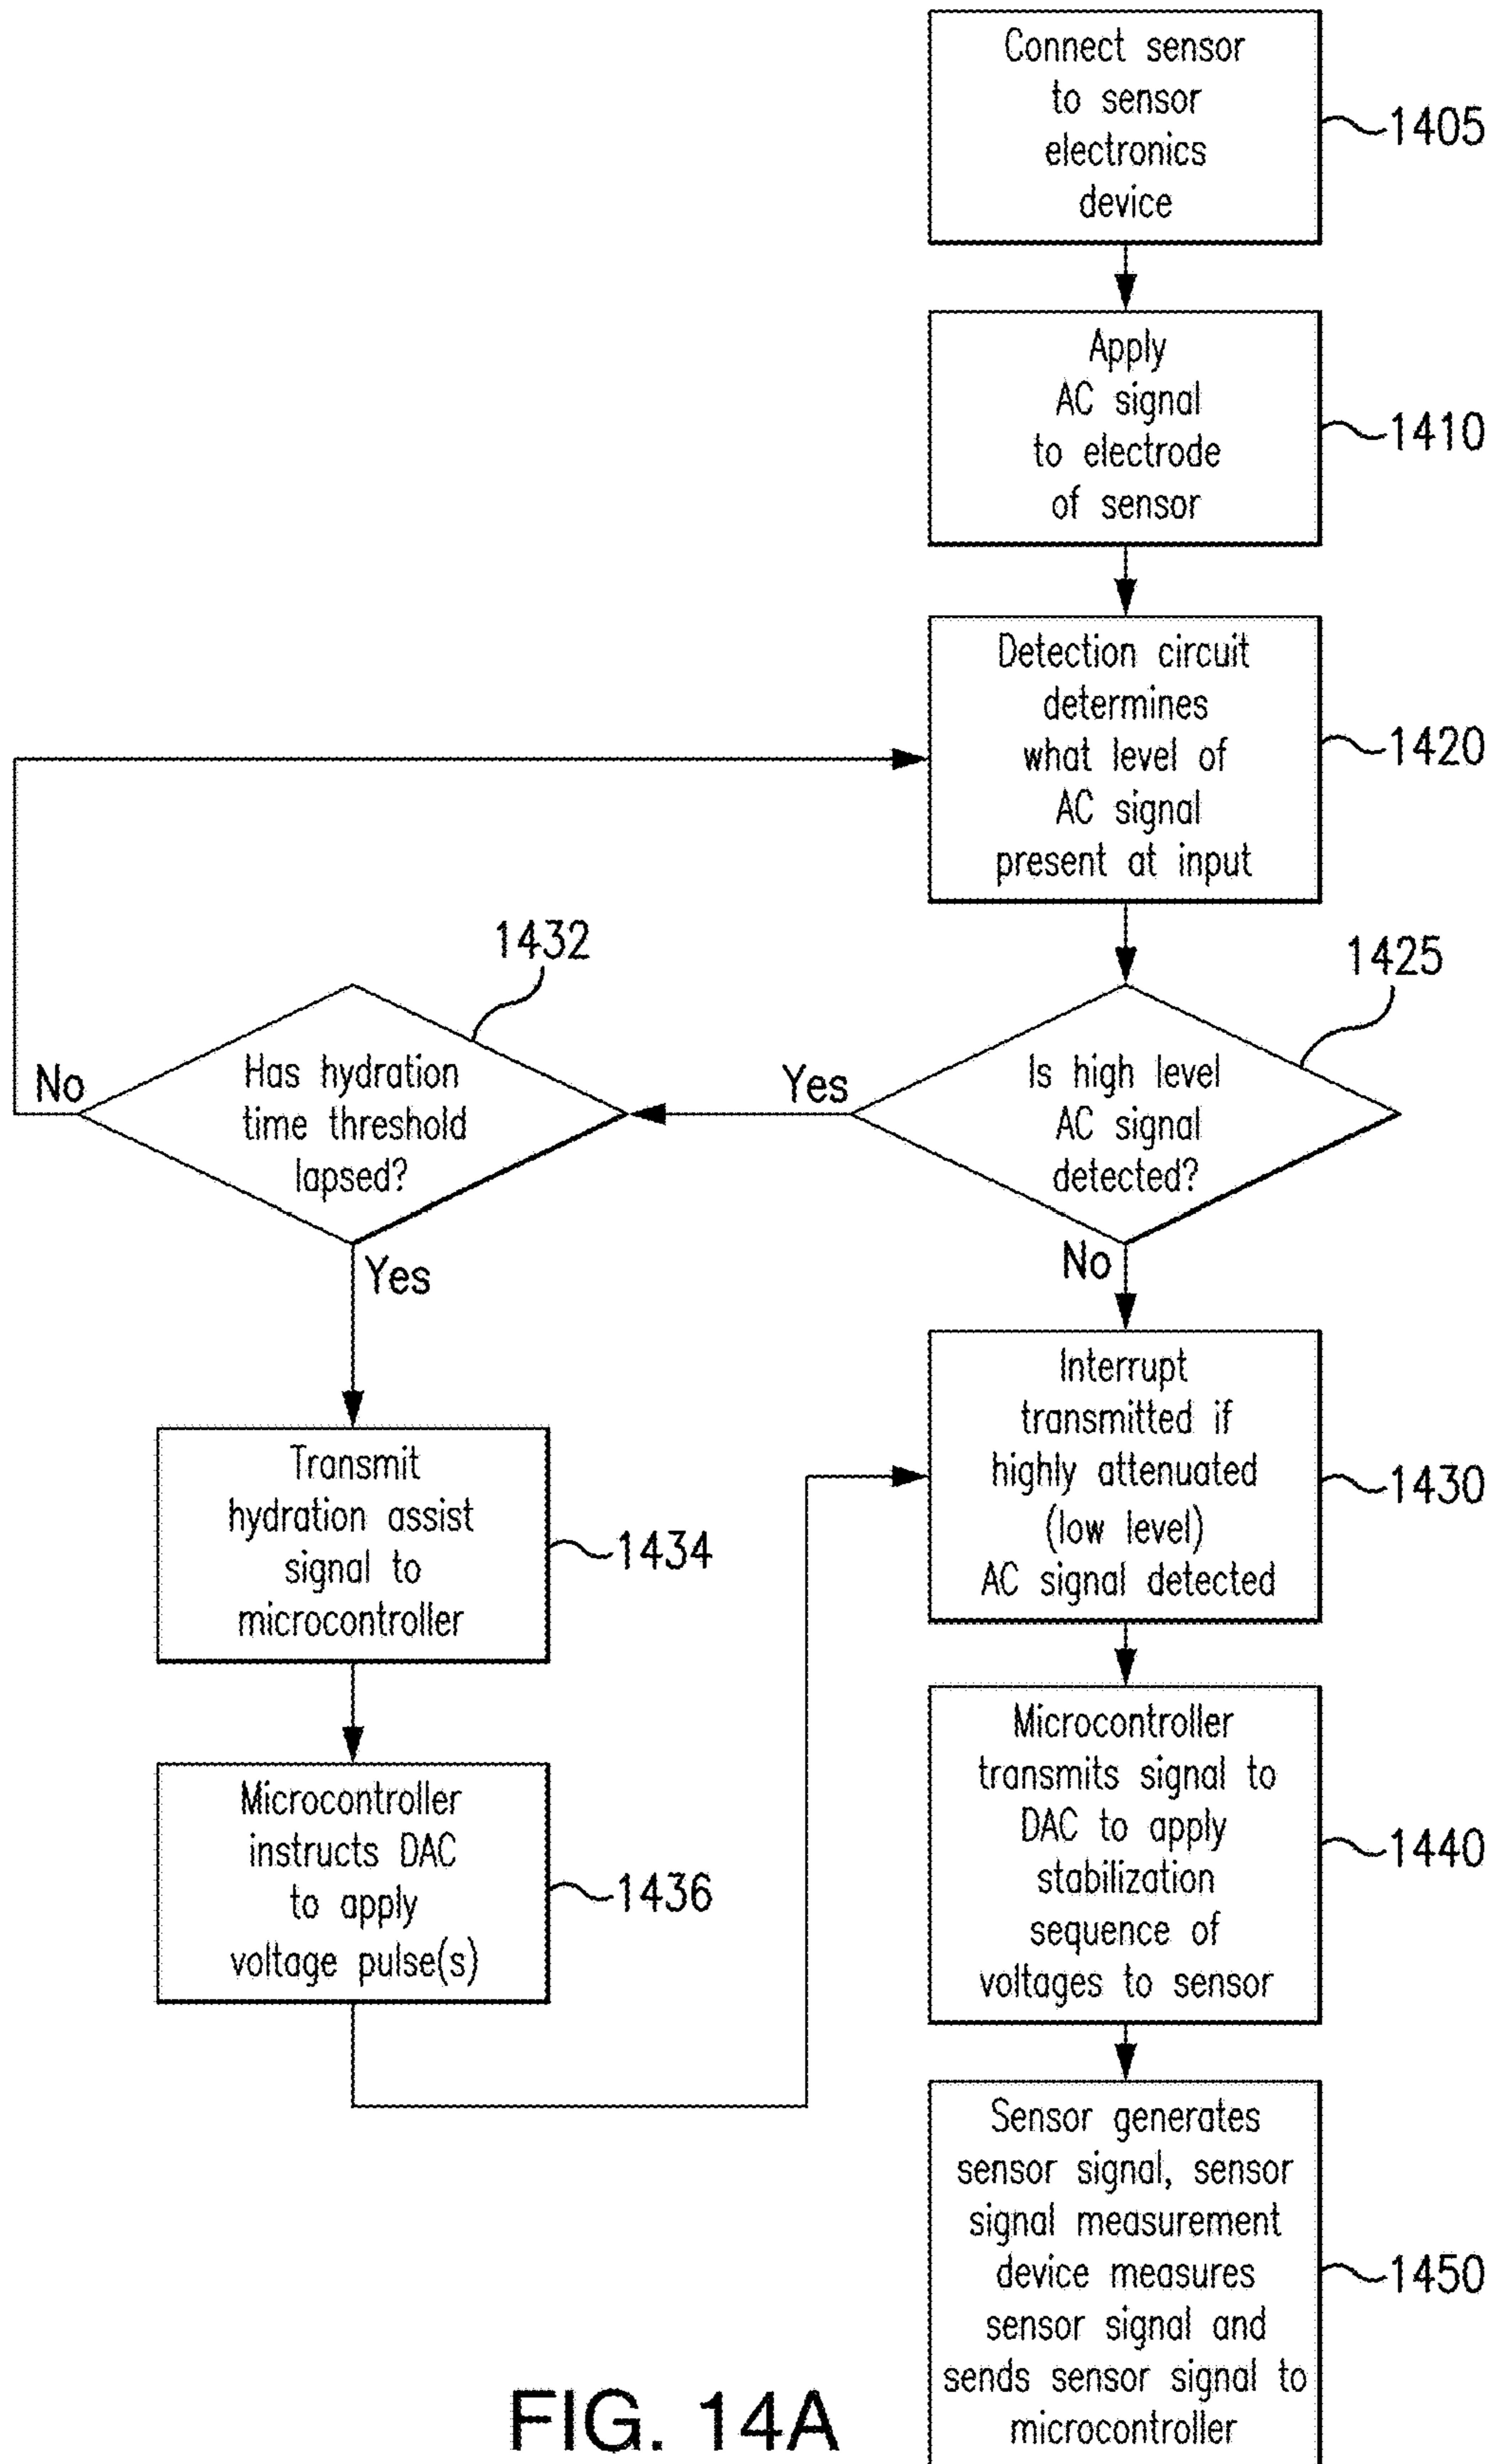 Connect sensor
to sensor
electronics
device
1405
Apply
AC signal
to electrode
of sensor
1410
Detection circuit
determines
what level of
AC signal
present at input
1420
1432
1425
No
Has hydration
time threshold
lapsed?
Yes
Is high level
AC signal
detected?
Yes
No
Interrupt
transmitted if
highly attenuated
(low level)
AC signal detected
1430
Transmit
hydration assist
signal to
microcontroller
1434
Microcontroller
instructs DAC
to apply
voltage pulse(s)
1436
Microcontroller
transmits signal to
DAC to apply
stabilization
sequence of
voltages to sensor
1440
Sensor generates
sensor signal, sensor
signal measurement
device measures
sensor signal and
sends sensor signal to
microcontroller
1450
FIG. 14A